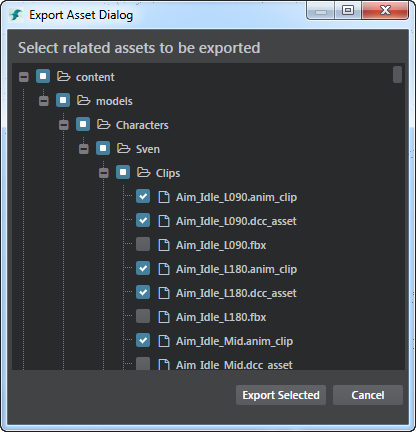 Export Asset Dialog
Select related assets to be exported
content
models
Characters
Sven
Clips
Aim_Idle_L090.anim_clip
Aim_Idle_L090.dcc_asset
Aim_Idle_L090.fbx
Aim_Idle_L180.anim_clip
Aim_Idle_L180.dcc_asset
Aim_Idle_L180.fbx
Aim_Idle_Mid.anim_clip
Aim_Idle_Mid.dcc_asset
Export Selected Cancel